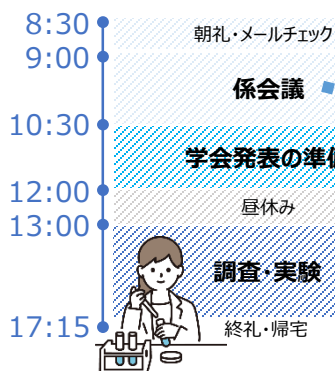 8:30
朝礼・メールチェック
9:00
係会議
10:30
学会発表の準備
12:00
昼休み
13:00
調査・実験
17:15
終礼・帰宅